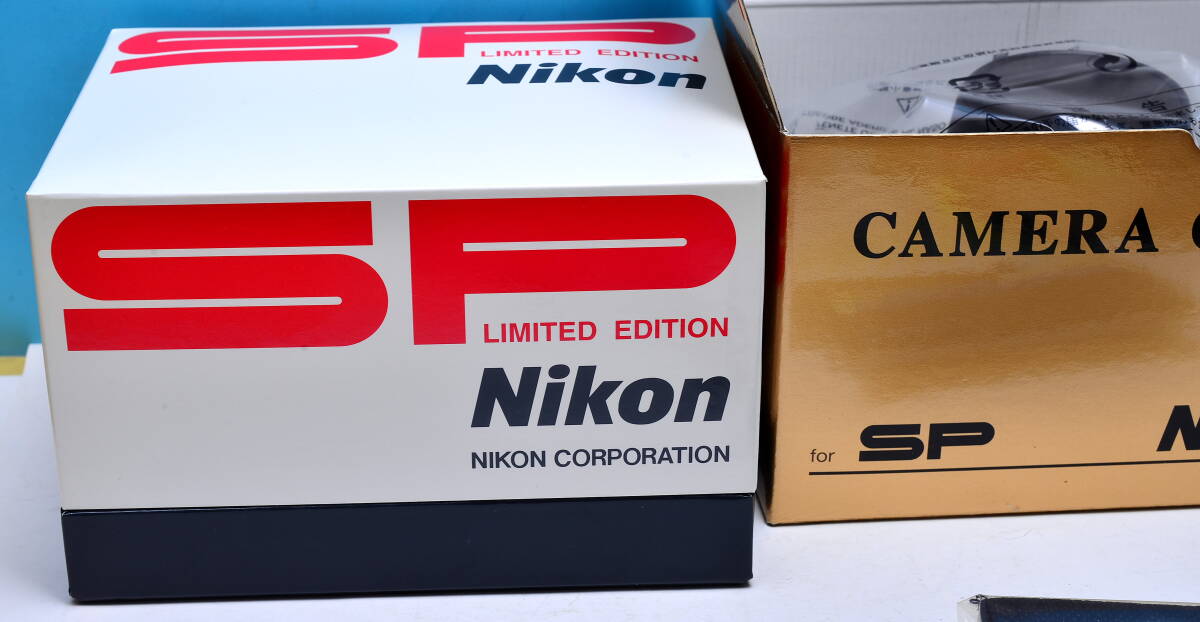 SP
LIMITED EDITION
Nikon
SP
LIMITED EDITION
Nikon
NIKON CORPORATION
CAMERA
for SP